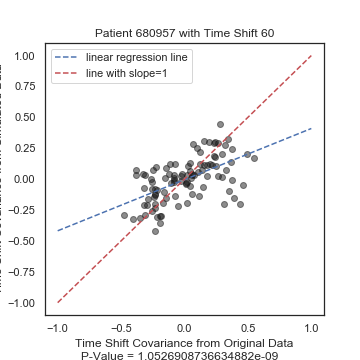 Patient 680957 with Time Shift 60
1.00
0.75
0.50
0.25
0.00
−0.25
−0.50
−0.75
−1.00
linear regression line
line with slope=1
−1.0
−0.5
0.0
0.5
1.0
Time Shift Covariance from Original Data
P-Value = 1.0526908736634882e-09